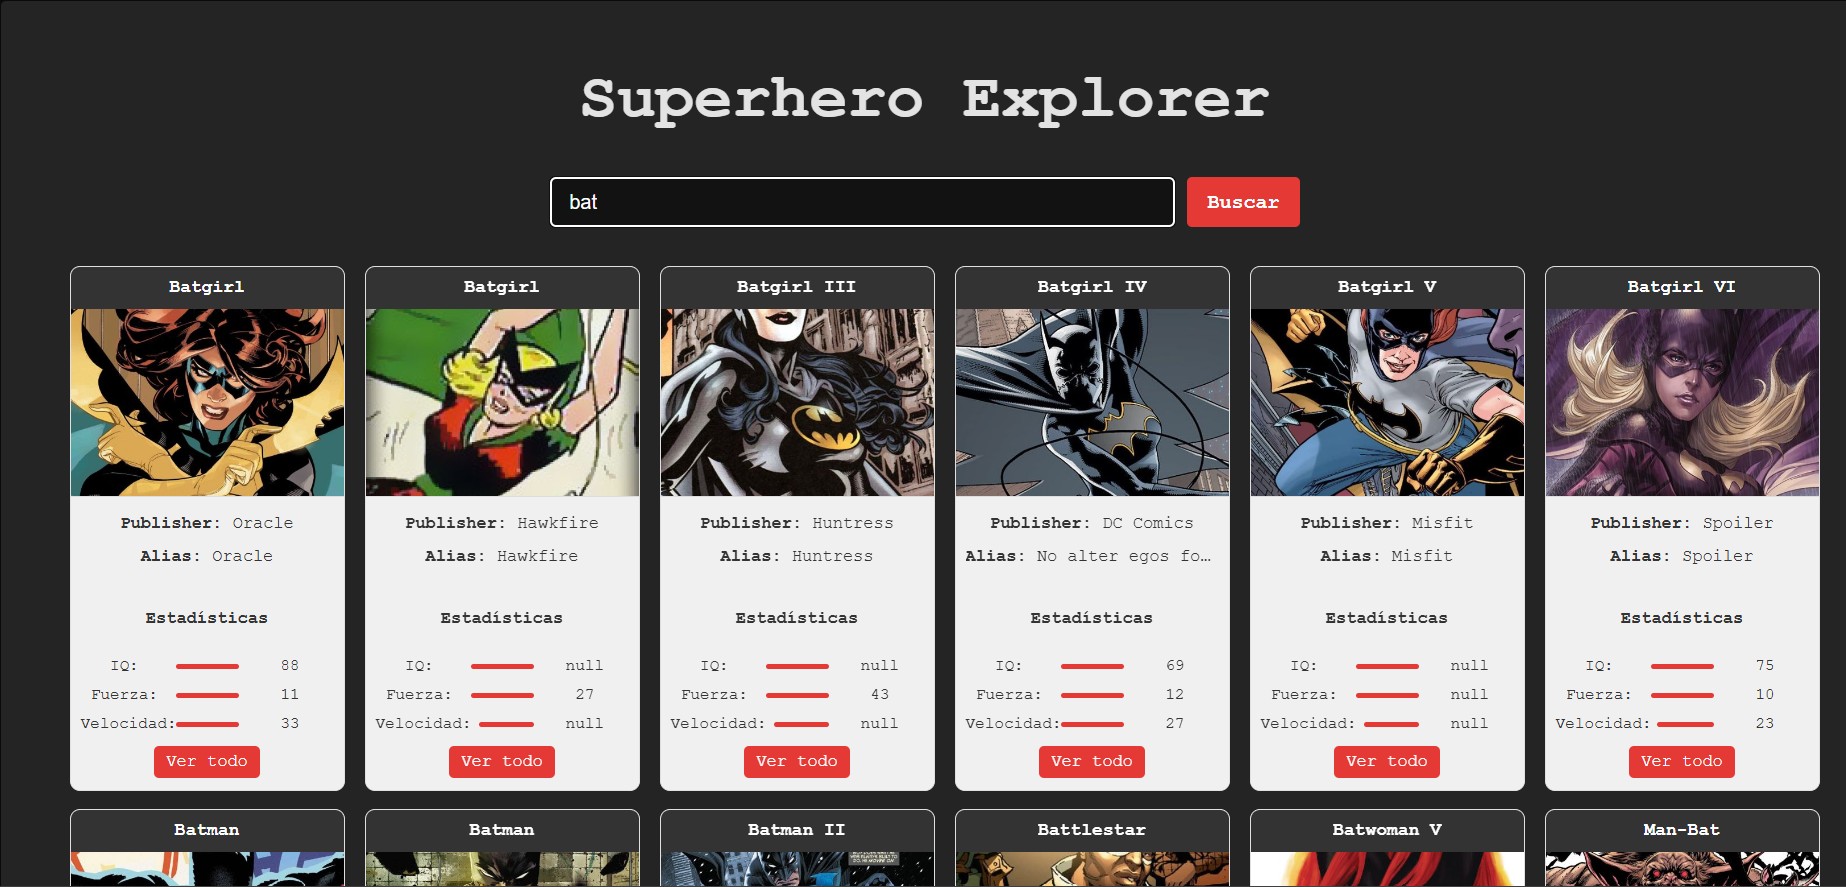 Superhero Explorer
bat
Buscar
Batgirl
Publisher: Oracle
Alias: Oracle
Estadísticas
IQ: 88
Fuerza: 11
Velocidad: 33
Ver todo
Batgirl
Publisher: Hawkfire
Alias: Hawkfire
Estadísticas
IQ: null
Fuerza: 27
Velocidad: null
Ver todo
Batgirl III
Publisher: Huntress
Alias: Huntress
Estadísticas
IQ: null
Fuerza: 43
Velocidad: null
Ver todo
Batgirl IV
Publisher: DC Comics
Alias: No alter egos fo…
Estadísticas
IQ: 69
Fuerza: 12
Velocidad: 27
Ver todo
Batgirl V
Publisher: Misfit
Alias: Misfit
Estadísticas
IQ: null
Fuerza: null
Velocidad: null
Ver todo
Batgirl VI
Publisher: Spoiler
Alias: Spoiler
Estadísticas
IQ: 75
Fuerza: 10
Velocidad: 23
Ver todo
Batman
Batman
Batman II
Battlestar
Batwoman V
Man-Bat